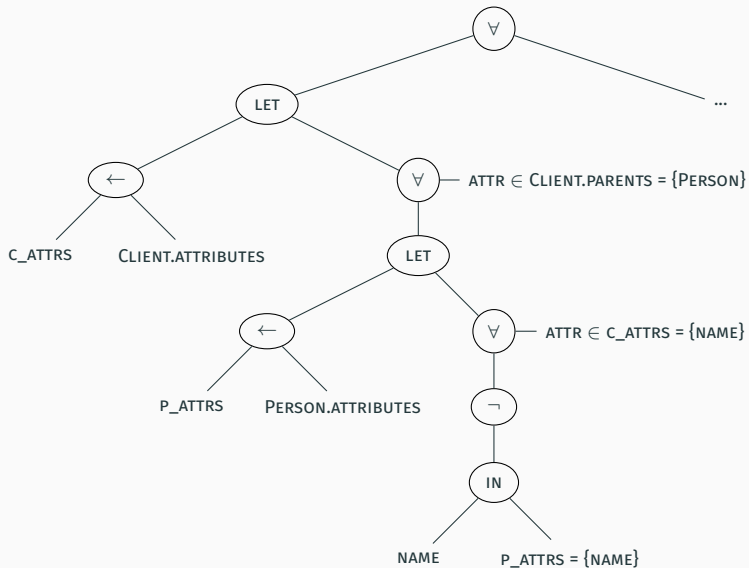 ∀
LET
...
←
∀
ATTR ∈ CLIENT.PARENTS = {PERSON}
C_ATTRS
CLIENT.ATTRIBUTES
LET
←
∀
ATTR ∈ C_ATTRS = {NAME}
P_ATTRS
PERSON.ATTRIBUTES
¬
IN
NAME
P_ATTRS = {NAME}